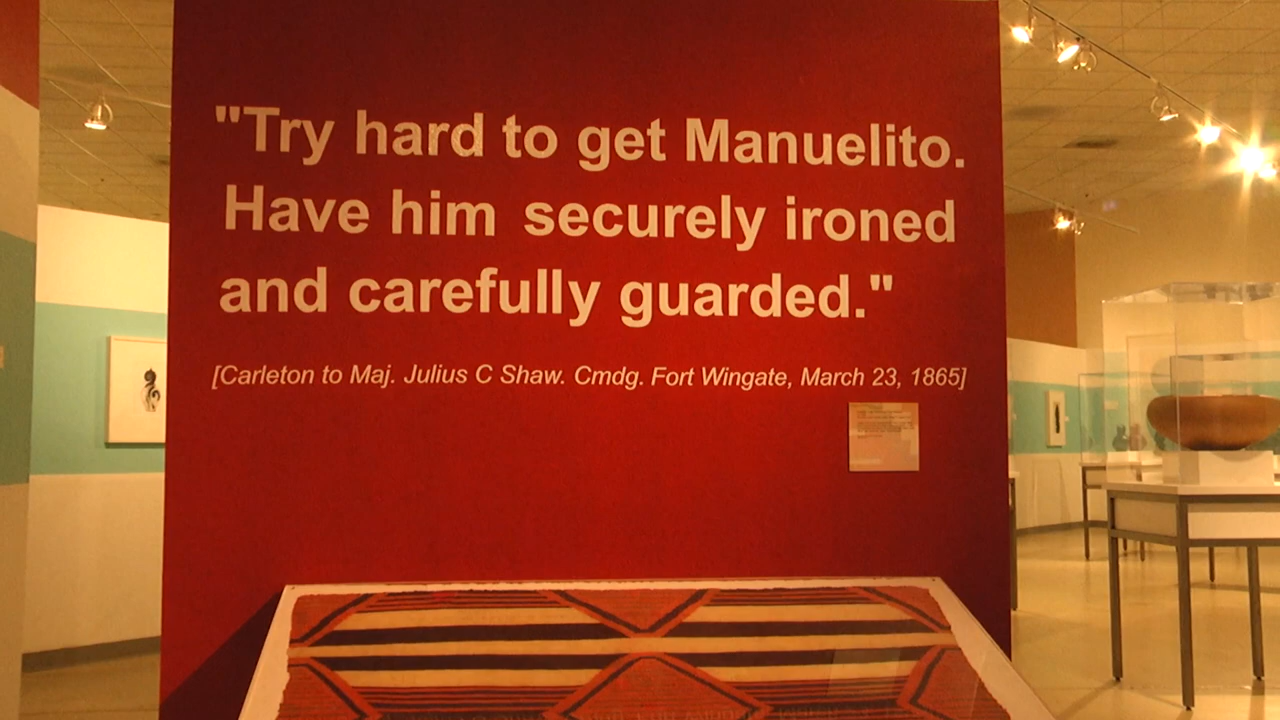 "Try hard to get Manuelito.
Have him securely ironed
and carefully guarded."
[Carleton to Maj. Julius C Shaw. Cmdg. Fort Wingate, March 23, 1865]